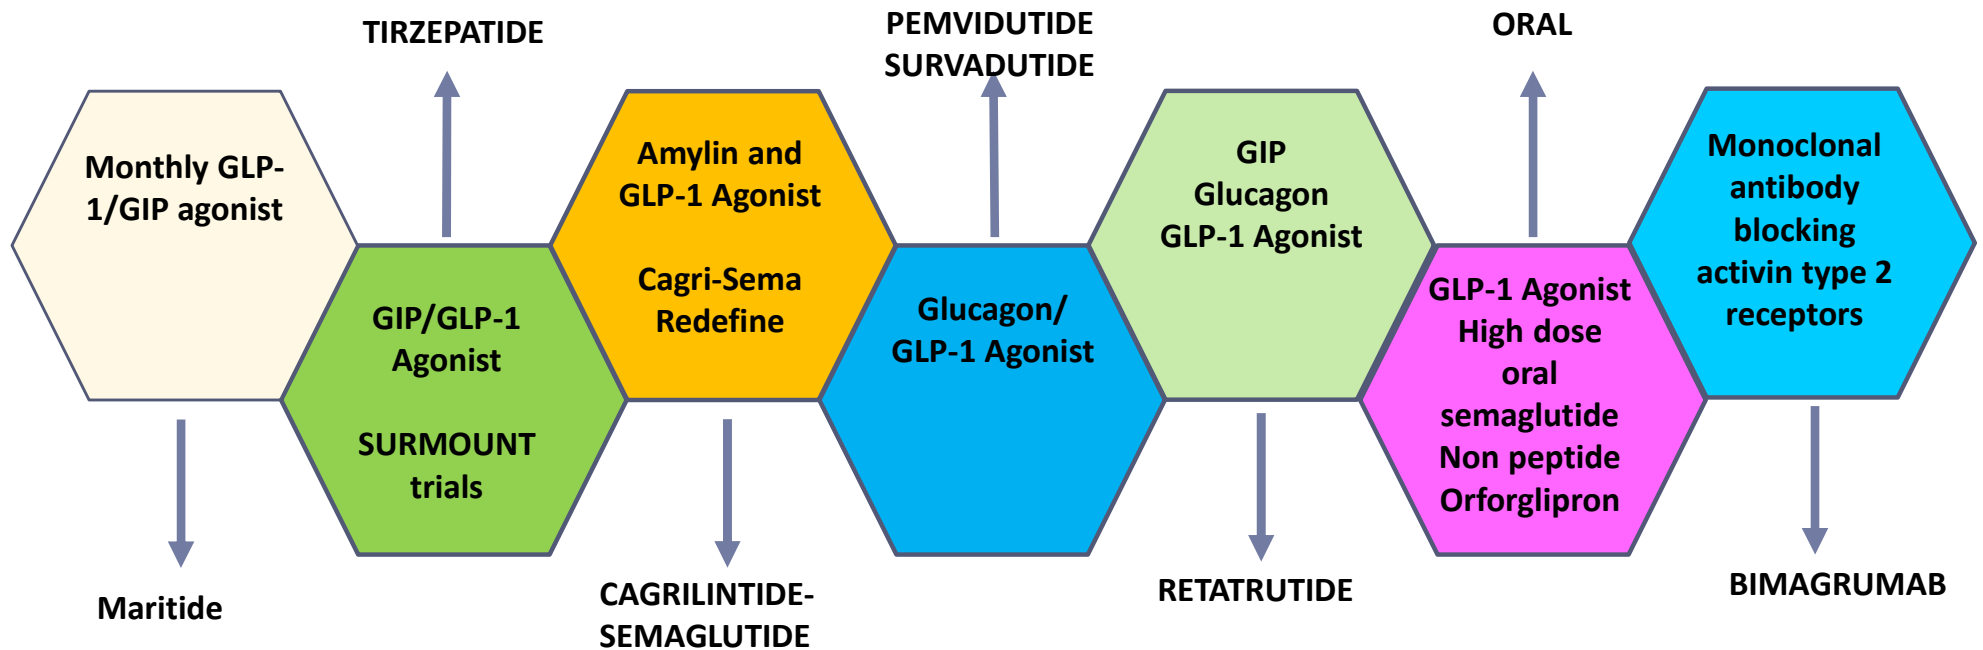 TIRZEPATIDE
PEMVIDUTIDE
SURVADUTIDE
ORAL
Monthly GLP-
1/GIP agonist
GIP/GLP-1
Agonist
SURMOUNT
trials
Amylin and
GLP-1 Agonist
Cagri-Sema
Redefine
Glucagon/
GLP-1 Agonist
GIP
Glucagon
GLP-1 Agonist
GLP-1 Agonist
High dose
oral
semaglutide
Non peptide
Orforglipron
Monoclonal
antibody
blocking
activin type 2
receptors
Maritide
CAGRILINTIDE-
SEMAGLUTIDE
RETATRUTIDE
BIMAGRUMAB